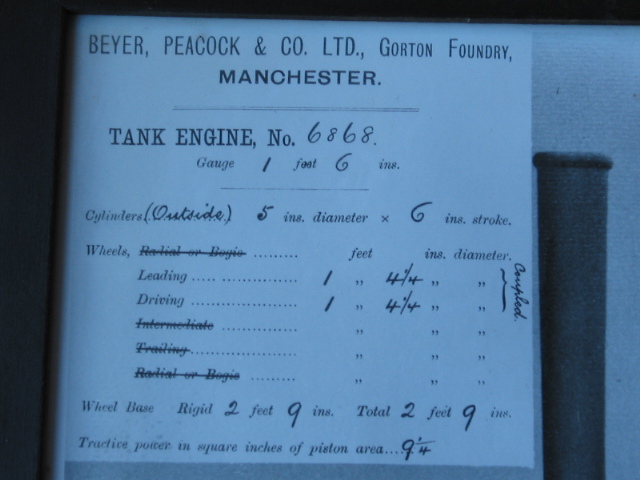 BEYER, PEACOCK & CO. LTD., GORTON FOUNDRY,
MANCHESTER.
TANK ENGINE, No. 6868.
Gauge 1 foot 6 ins.
Cylinders (Outside) 5 ins. diameter × 6 ins. stroke.
Wheels, Radial or Bogie .......... feet ins. diameter.
Leading ........................ 1 „ 4¼ „ „
Driving ........................ 1 „ 4¼ „ „
Coupled.
Intermediate .................. „ „ „
Trailing........................ „ „ „
Radial or Bogie .......... „ „ „
Wheel Base Rigid 2 feet 9 ins. Total 2 feet 9 ins.
Tractive power in square inches of piston area....9¼